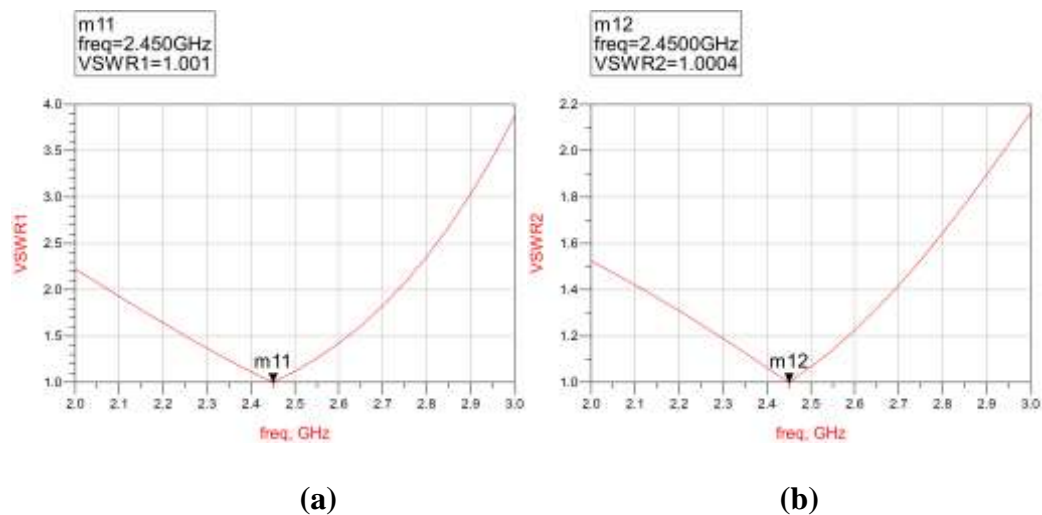 m11
freq=2.450GHz
VSWR1=1.001
m12
freq=2.4500GHz
VSWR2=1.0004
4.0
3.5
3.0
2.5
2.0
1.5
1.0
VSWR1
m11
2.0 2.1 2.2 2.3 2.4 2.5 2.6 2.7 2.8 2.9 3.0
freq, GHz
2.2
2.0
1.8
1.6
1.4
1.2
1.0
VSWR2
m12
2.0 2.1 2.2 2.3 2.4 2.5 2.6 2.7 2.8 2.9 3.0
freq, GHz
(a)
(b)